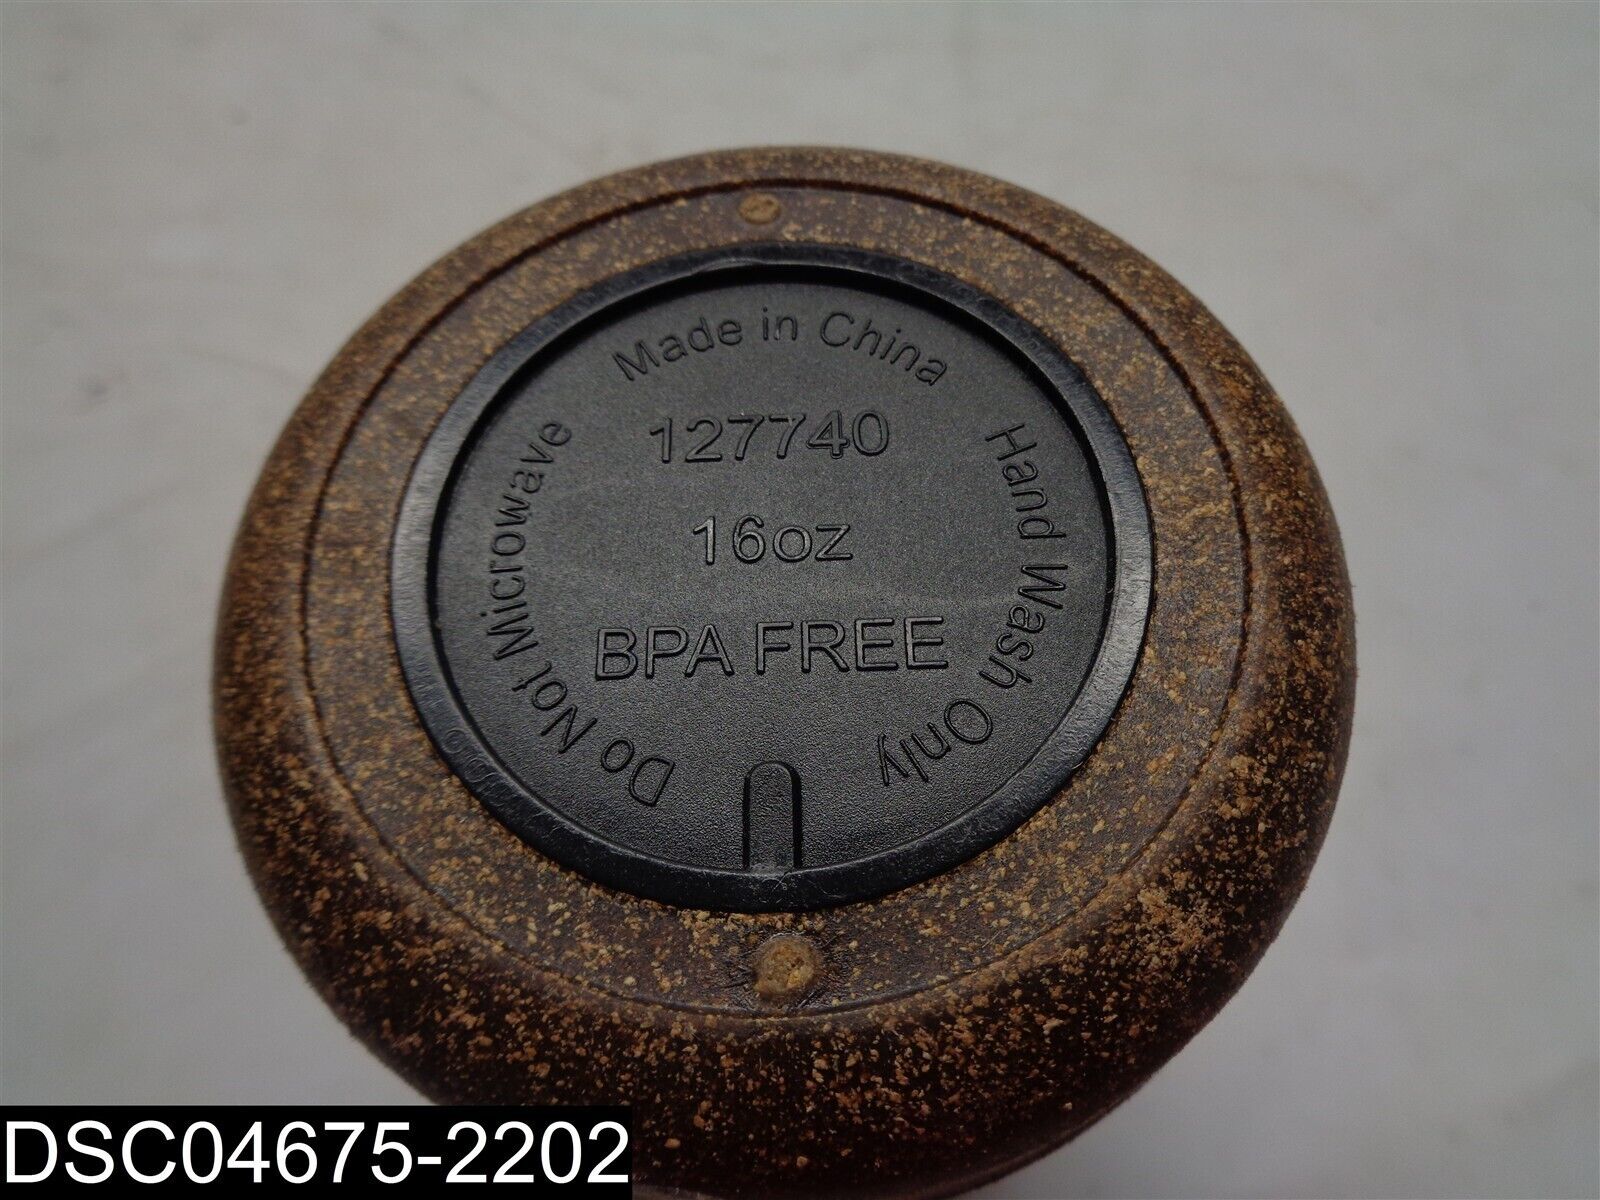 Made in China
127740
16oz
BPA FREE
Do Not Microwave
Hand Wash Only
DSC04675-2202